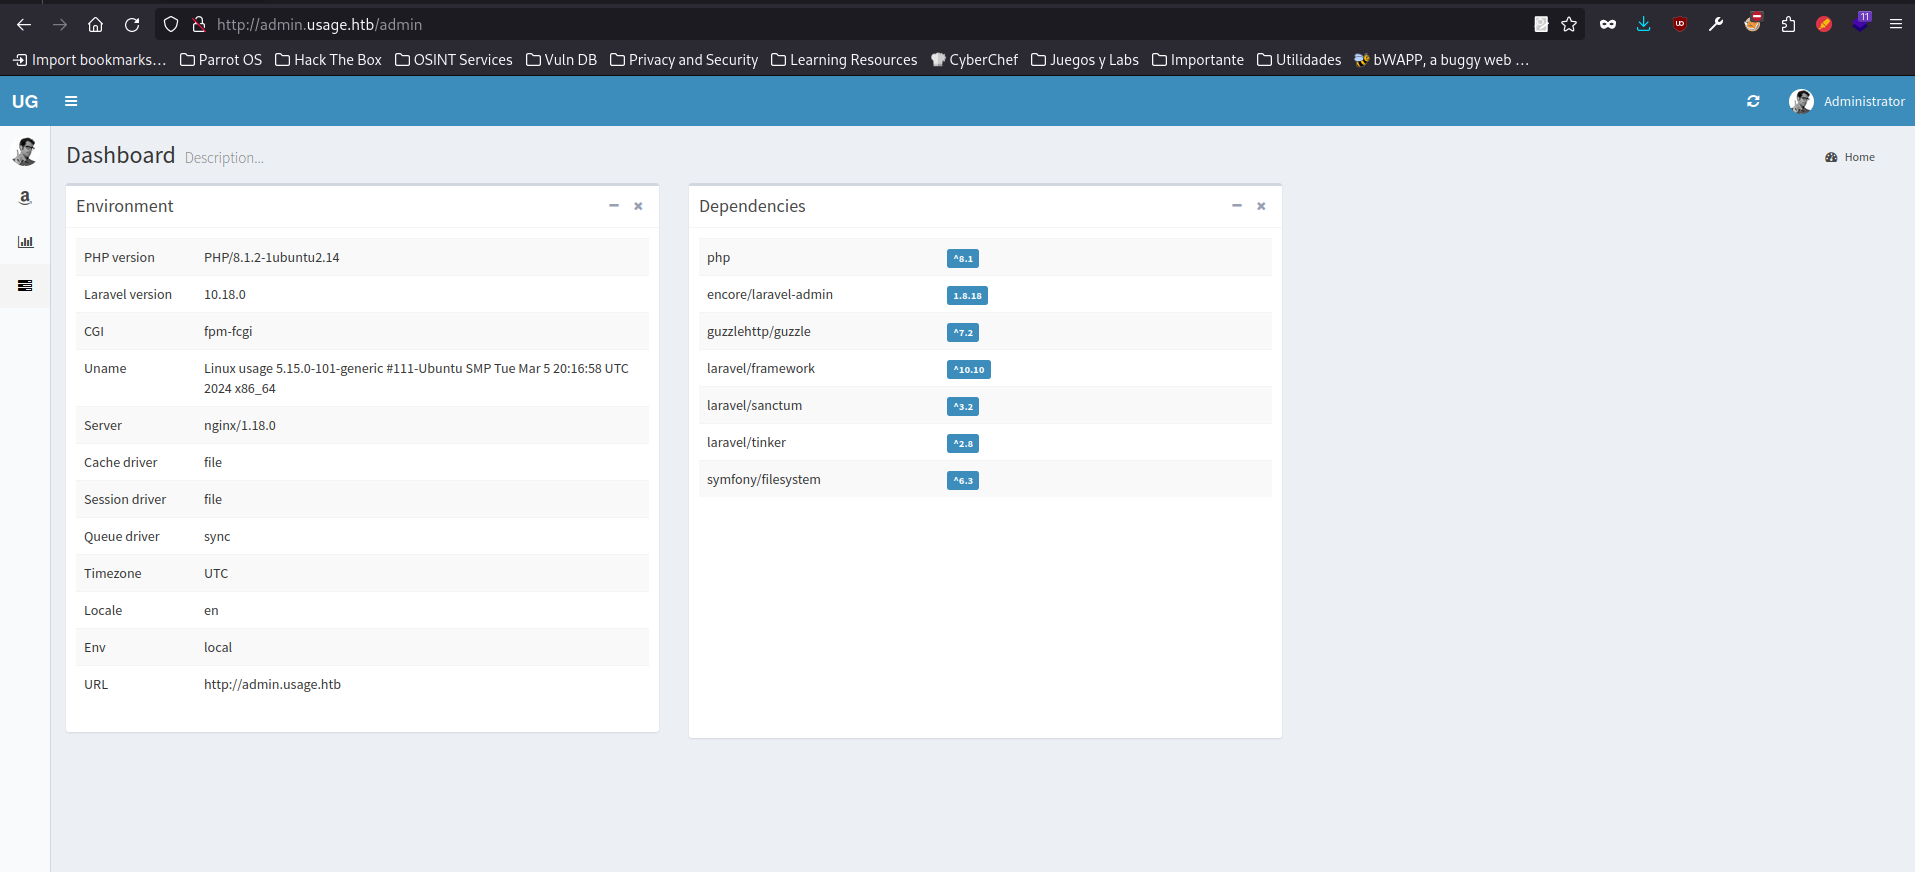 http://admin.usage.htb/admin
11
Import bookmarks... Parrot OS Hack The Box OSINT Services Vuln DB Privacy and Security Learning Resources CyberChef Juegos y Labs Importante Utilidades bWAPP, a buggy web ...
UG Administrator
Dashboard Description... Home
Environment
PHP version PHP/8.1.2-1ubuntu2.14
Laravel version 10.18.0
CGI fpm-fcgi
Uname Linux usage 5.15.0-101-generic #111-Ubuntu SMP Tue Mar 5 20:16:58 UTC
2024 x86_64
Server nginx/1.18.0
Cache driver file
Session driver file
Queue driver sync
Timezone UTC
Locale en
Env local
URL http://admin.usage.htb
Dependencies
php ^8.1
encore/laravel-admin 1.8.18
guzzlehttp/guzzle ^7.2
laravel/framework ^10.10
laravel/sanctum ^3.2
laravel/tinker ^2.8
symfony/filesystem ^6.3